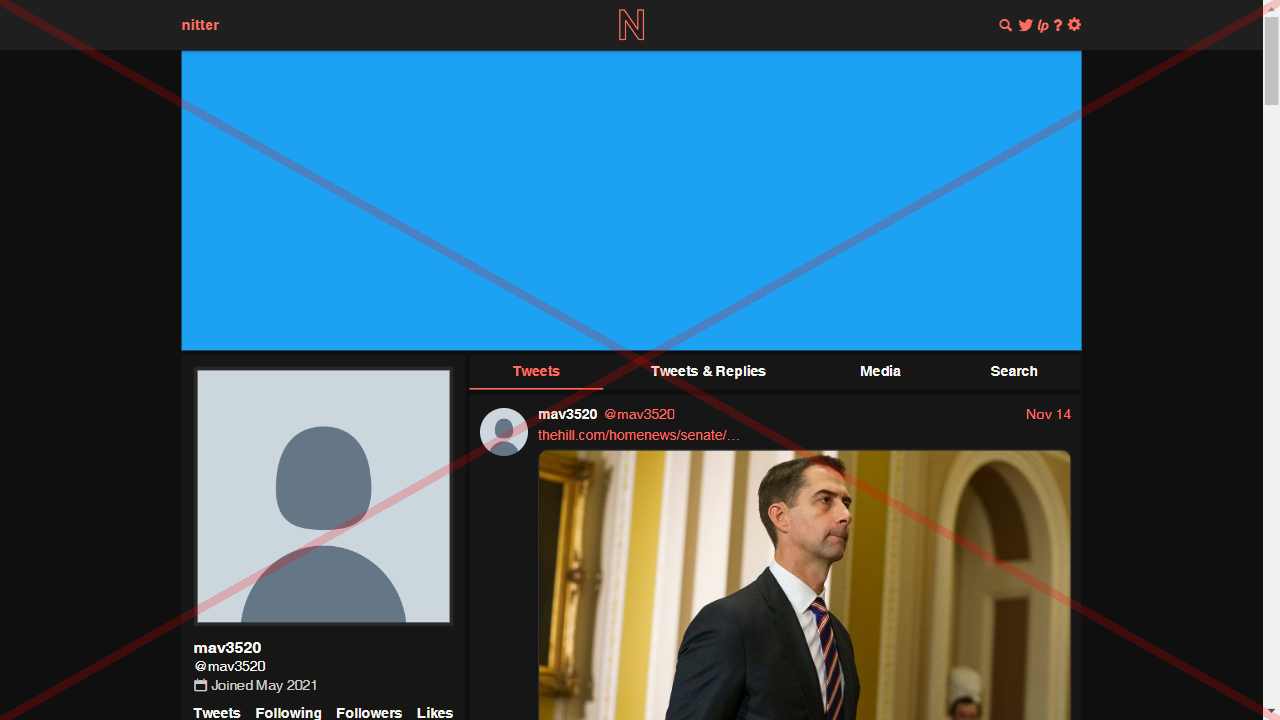 nitter
N
lp ?
Tweets
Tweets & Replies
Media
Search
mav3520 @mav3520
Nov 14
thehill.com/homenews/senate/…
mav3520
@mav3520
Joined May 2021
Tweets Following Followers Likes